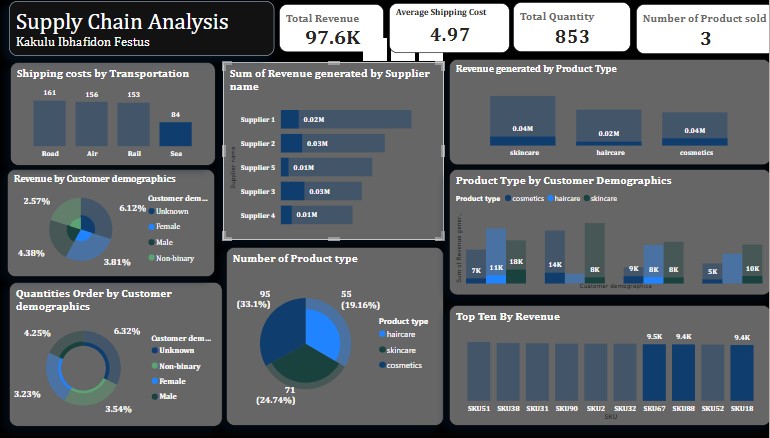 Supply Chain Analysis
Kakulu Ibhafidon Festus
Total Revenue
97.6K
Average Shipping Cost
4.97
Total Quantity
853
Number of Product sold
3
Shipping costs by Transportation
161
156
153
84
Road
Air
Rail
Sea
Sum of Revenue generated by Supplier
name
Supplier name
Supplier 1
0.02M
Supplier 2
0.03M
Supplier 5
0.01M
Supplier 3
0.03M
Supplier 4
0.01M
Revenue generated by Product Type
0.04M
0.02M
0.04M
skincare
haircare
cosmetics
Revenue by Customer demographics
2.57%
6.12%
4.38%
3.81%
Customer dem...
Unknown
Female
Male
Non-binary
Product Type by Customer Demographics
Product type
cosmetics
haircare
skincare
Sum of Revenue gener...
7K
11K
18K
14K
8K
9K
8K
8K
5K
10K
Customer demographics
Quantities Order by Customer
demographics
4.25%
6.32%
3.23%
3.54%
Customer dem...
Unknown
Non-binary
Female
Male
Number of Product type
95
(33.1%)
55
(19.16%)
71
(24.74%)
Product type
haircare
skincare
cosmetics
Top Ten By Revenue
9.5K
9.4K
9.4K
SKU51
SKU38
SKU31
SKU90
SKU2
SKU32
SKU67
SKU88
SKU52
SKU18
SKU